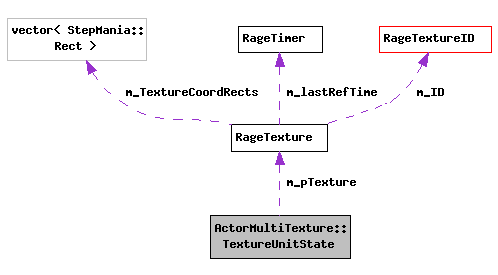 vector< StepMania::
Rect >
RageTimer
RageTextureID
m_TextureCoordRects
m_lastRefTime
m_ID
RageTexture
m_pTexture
ActorMultiTexture::
TextureUnitState